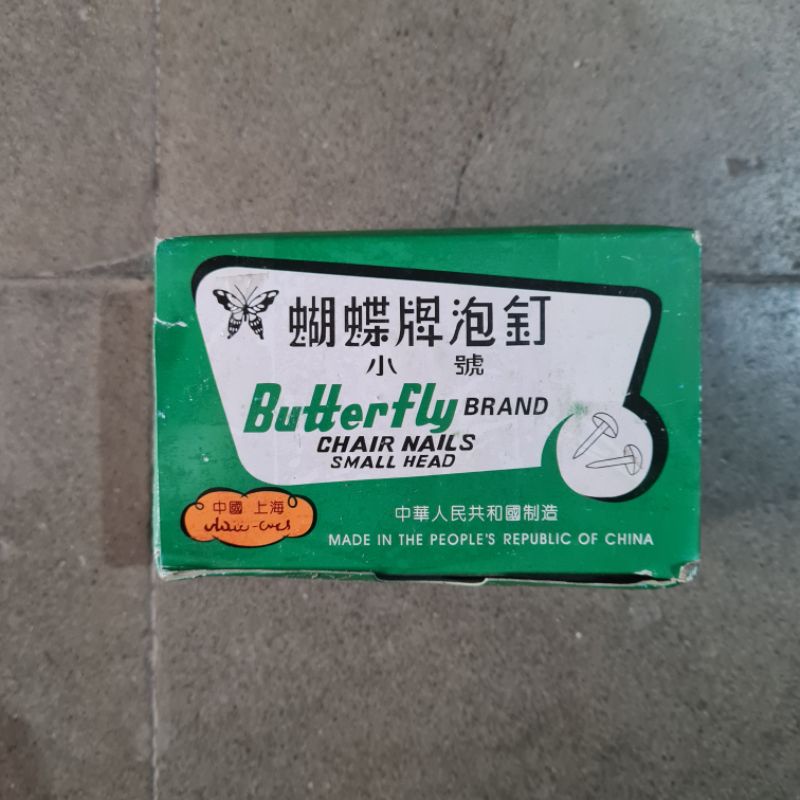 蝴蝶牌泡釘
小號
Butterfly BRAND
CHAIR NAILS
SMALL HEAD
中國 上海
中華人民共和國制造
MADE IN THE PEOPLE'S REPUBLIC OF CHINA